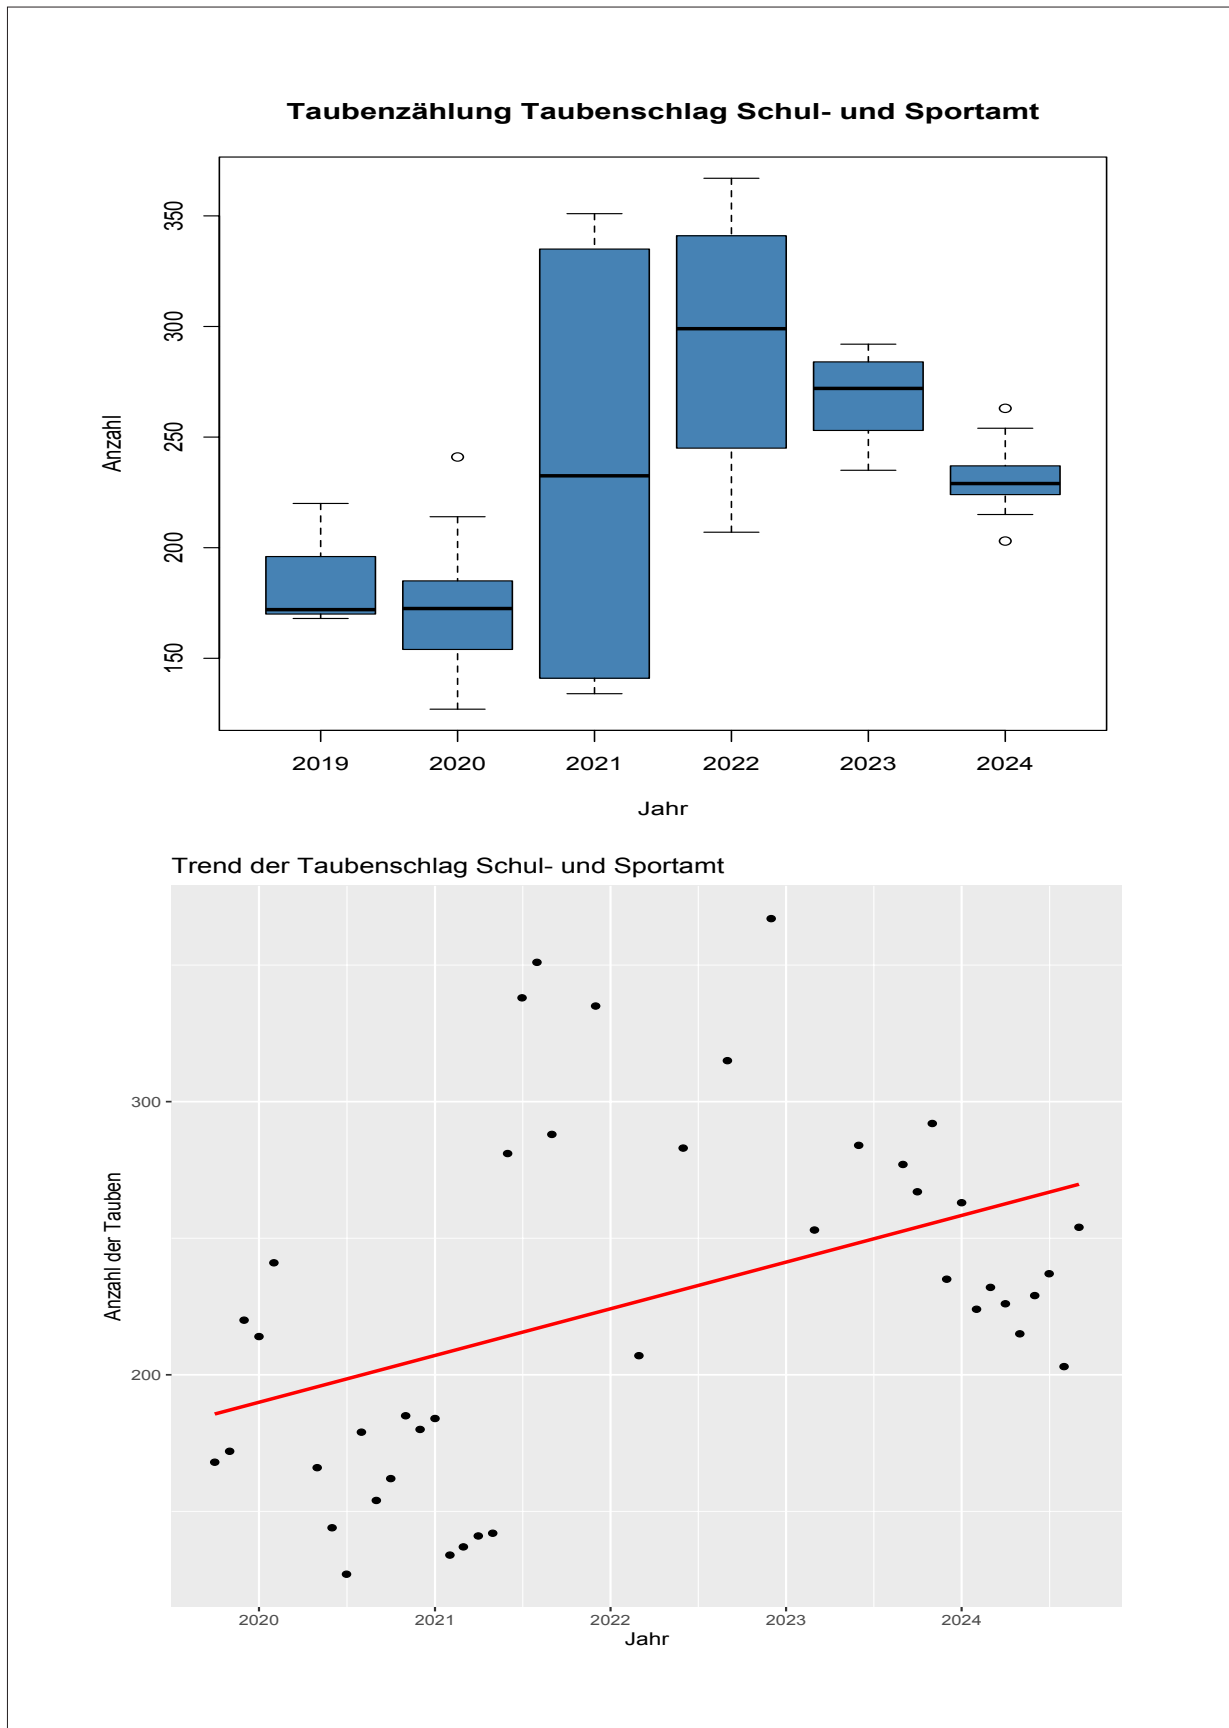 Taubenzählung Taubenschlag Schul- und Sportamt
350
300
250
200
150
Anzahl
2019 2020 2021 2022 2023 2024
Jahr
Trend der Taubenschlag Schul- und Sportamt
300
200
Anzahl der Tauben
2020 2021 2022 2023 2024
Jahr